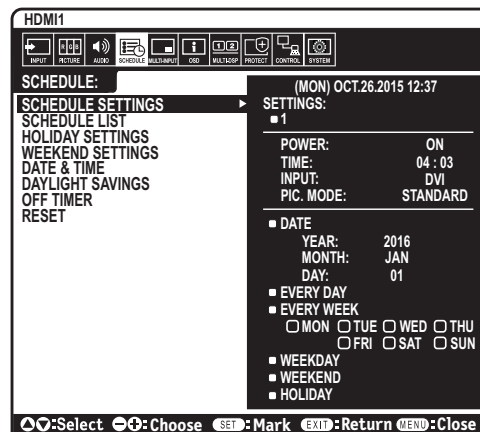 HDMI1
INPUT PICTURE AUDIO SCHEDULE MULTI-INPUT OSD MULTI-DSP PROTECT CONTROL SYSTEM
SCHEDULE:
SCHEDULE SETTINGS
SCHEDULE LIST
HOLIDAY SETTINGS
WEEKEND SETTINGS
DATE & TIME
DAYLIGHT SAVINGS
OFF TIMER
RESET
(MON) OCT.26.2015 12:37
SETTINGS:
1
POWER: ON
TIME: 04 : 03
INPUT: DVI
PIC. MODE: STANDARD
DATE
YEAR: 2016
MONTH: JAN
DAY: 01
EVERY DAY
EVERY WEEK
MON TUE WED THU
FRI SAT SUN
WEEKDAY
WEEKEND
HOLIDAY
:Select :Choose SET:Mark EXIT:Return MENU:Close